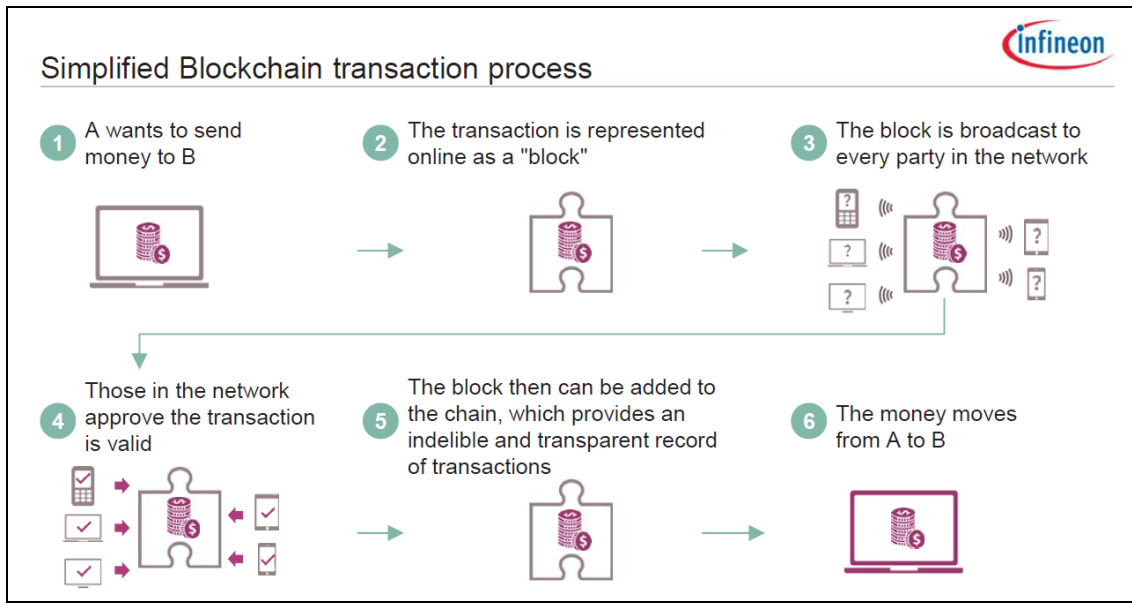 infineon
Simplified Blockchain transaction process
1
A wants to send
money to B
2
The transaction is represented
online as a "block"
3
The block is broadcast to
every party in the network
$
$
?
?
?
$
?
?
4
Those in the network
approve the transaction
is valid
5
The block then can be added to
the chain, which provides an
indelible and transparent record
of transactions
6
The money moves
from A to B
$
$
$